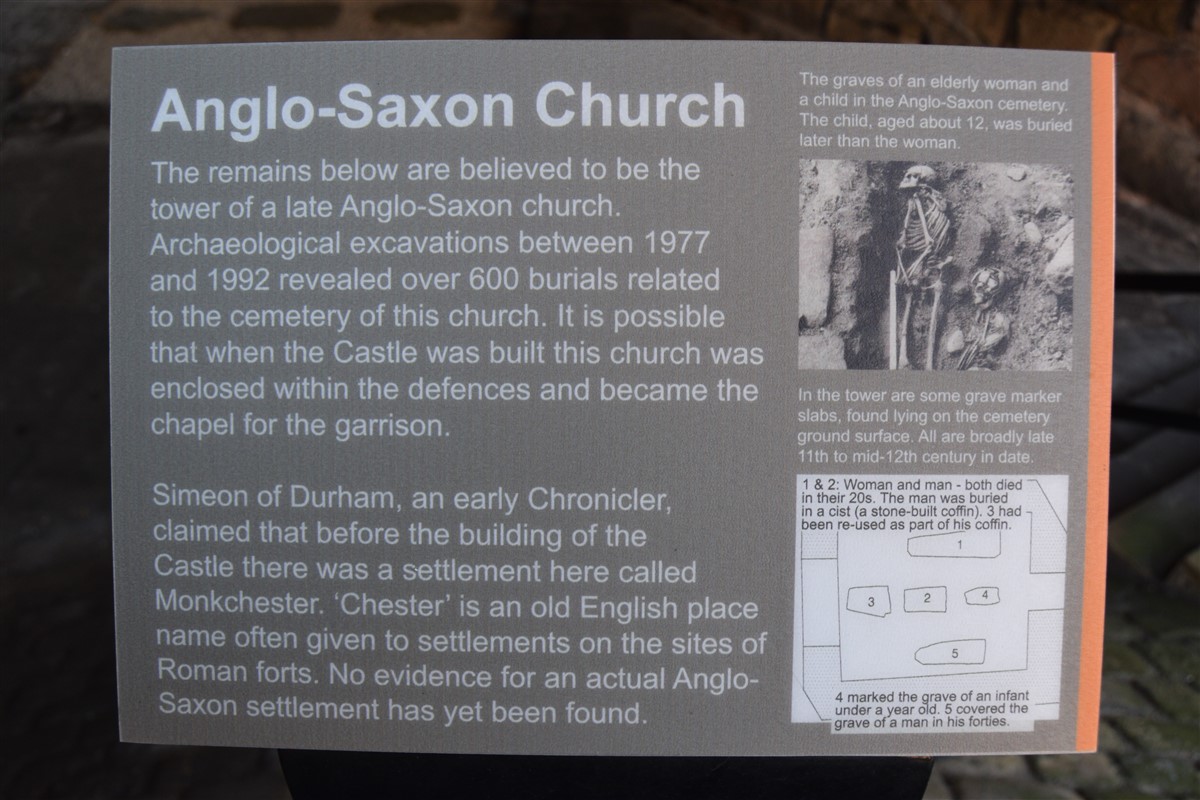 Anglo-Saxon Church
The remains below are believed to be the
tower of a late Anglo-Saxon church.
Archaeological excavations between 1977
and 1992 revealed over 600 burials related
to the cemetery of this church. It is possible
that when the Castle was built this church was
enclosed within the defences and became the
chapel for the garrison.
Simeon of Durham, an early Chronicler,
claimed that before the building of the
Castle there was a settlement here called
Monkchester. ‘Chester’ is an old English place
name often given to settlements on the sites of
Roman forts. No evidence for an actual Anglo-
Saxon settlement has yet been found.
The graves of an elderly woman and
a child in the Anglo-Saxon cemetery.
The child, aged about 12, was buried
later than the woman.
In the tower are some grave marker
slabs, found lying on the cemetery
ground surface. All are broadly late
11th to mid-12th century in date.
1 & 2: Woman and man - both died
in their 20s. The man was buried
in a cist (a stone-built coffin). 3 had
been re-used as part of his coffin.
1
3 2 4
5
4 marked the grave of an infant
under a year old. 5 covered the
grave of a man in his forties.